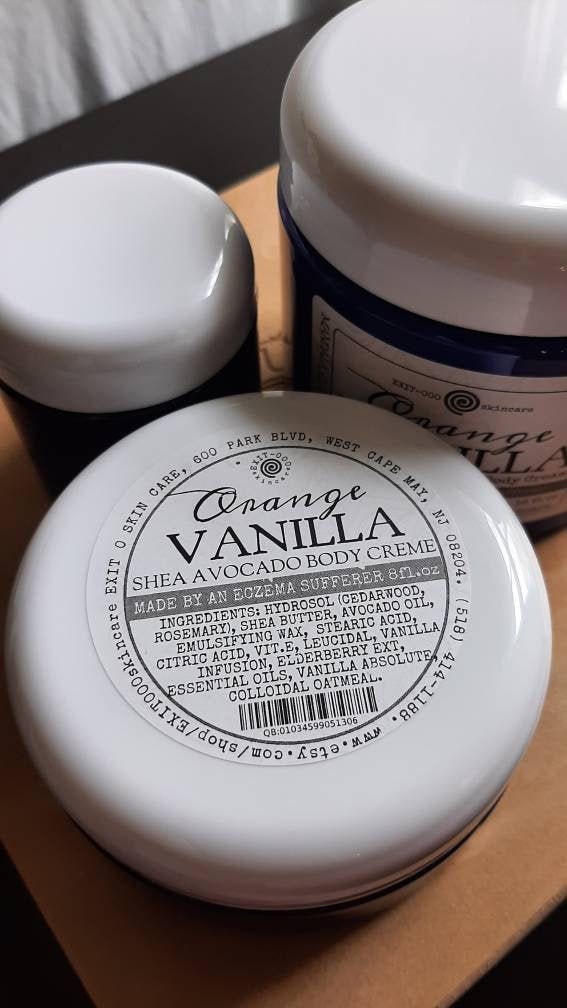 EXIT 0 SKIN CARE, 600 PARK BLVD, WEST CAPE MAY, NJ 08204. (518) 414-1188. www.etsy.com/shop/EXIT000skincare
EXIT-000
skincare
Orange
VANILLA
SHEA AVOCADO BODY CREME
MADE BY AN ECZEMA SUFFERER 8fl.oz
INGREDIENTS: HYDROSOL (CEDARWOOD,
ROSEMARY), SHEA BUTTER, AVOCADO OIL,
EMULSIFYING WAX, STEARIC ACID,
CITRIC ACID, VIT.E, LEUCIDAL, VANILLA
INFUSION, ELDERBERRY EXT,
ESSENTIAL OILS, VANILLA ABSOLUTE,
COLLOIDAL OATMEAL.
QB:01034599051306
EXIT-000 skincare
Orange